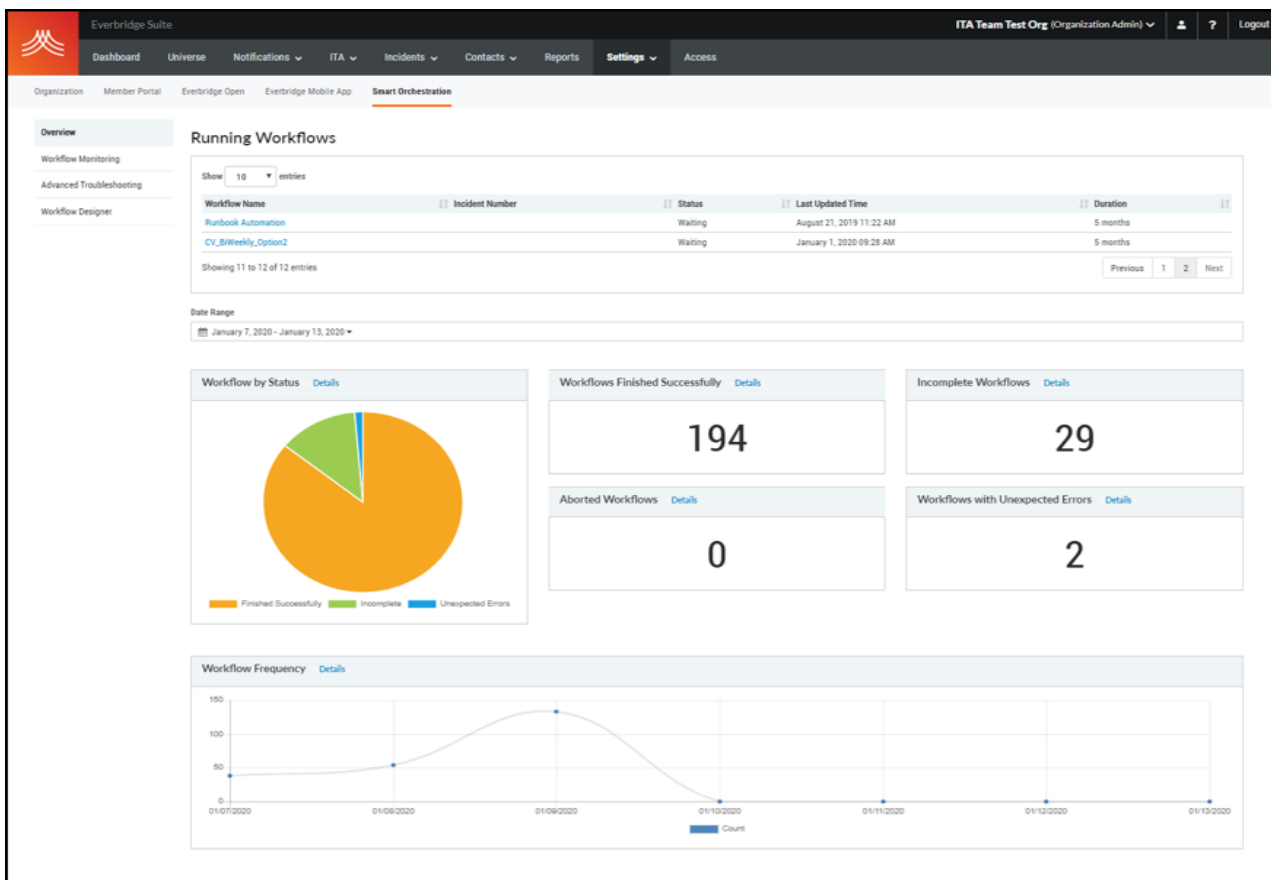 Everbridge Suite
ITA Team Test Org (Organization Admin) ? Logout
Dashboard Universe Notifications ITA Incidents Contacts Reports Settings Access
Organization Member Portal Everbridge Open Everbridge Mobile App Smart Orchestration
Overview
Workflow Monitoring
Advanced Troubleshooting
Workflow Designer
Running Workflows
Show 10 entries
Workflow Name Incident Number Status Last Updated Time Duration
Runbook Automation Waiting August 21, 2019 11:22 AM 5 months
CV_BiWeekly_Option2 Waiting January 1, 2020 09:28 AM 5 months
Showing 11 to 12 of 12 entries
Previous 1 2 Next
Date Range
January 7, 2020 - January 13, 2020
Workflow by Status Details
Finished Successfully Incomplete Unexpected Errors
Workflows Finished Successfully Details
194
Incomplete Workflows Details
29
Aborted Workflows Details
0
Workflows with Unexpected Errors Details
2
Workflow Frequency Details
150
100
50
0
01/07/2020 01/08/2020 01/09/2020 01/10/2020 01/11/2020 01/12/2020 01/13/2020
Count